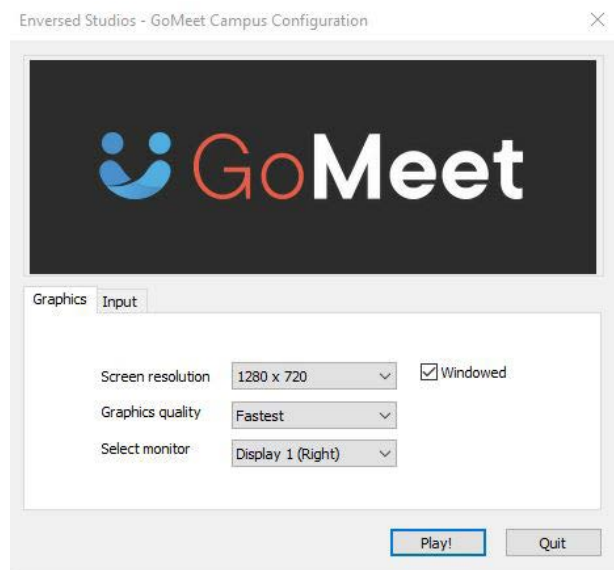 Enversed Studios - GoMeet Campus Configuration
GoMeet
Graphics Input
Screen resolution 1280 x 720 Windowed
Graphics quality Fastest
Select monitor Display 1 (Right)
Play! Quit